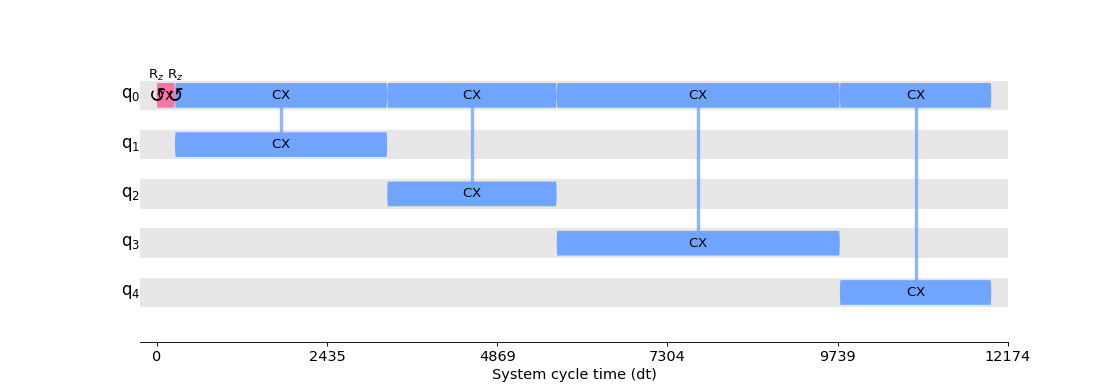 R_z R_z
q_0 √X CX CX CX CX
q_1 CX
q_2 CX
q_3 CX
q_4 CX
0 2435 4869 7304 9739 12174
System cycle time (dt)